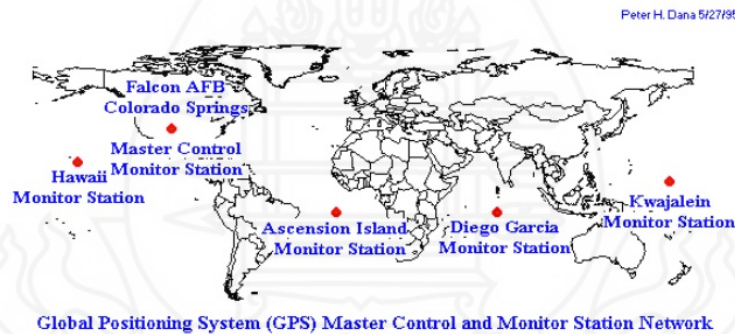 Peter H. Dana 5/27/95
Falcon AFB
Colorado Springs
Master Control
Monitor Station
Hawaii
Monitor Station
Ascension Island
Monitor Station
Diego Garcia
Monitor Station
Kwajalein
Monitor Station
Global Positioning System (GPS) Master Control and Monitor Station Network